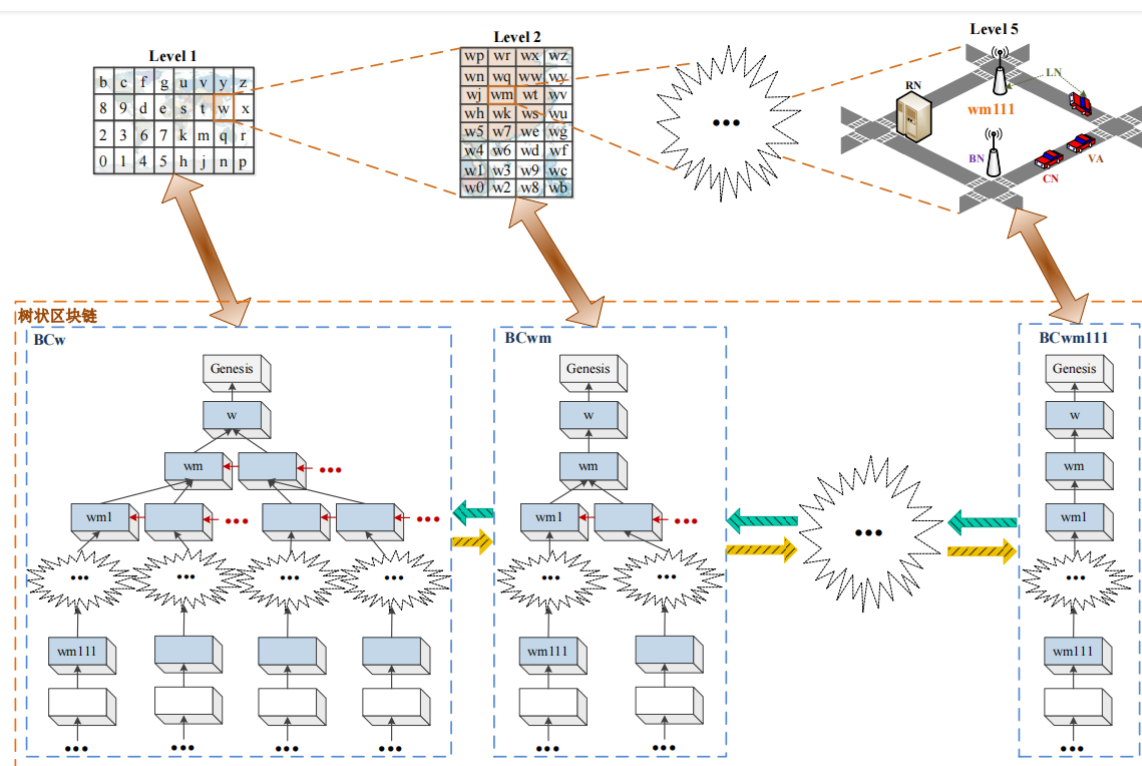 Level 1
b c f g u v y z
8 9 d e s t w x
2 3 6 7 k m q r
0 1 4 5 h j n p
Level 2
wp wr wx wz
wn wq ww wy
wj wm wt wv
wh wk ws wu
w5 w7 we wg
w4 w6 wd wf
w1 w3 w9 wc
w0 w2 w8 wb
•••
Level 5
RN
LN
wm111
BN
VA
CN
树状区块链
BCw
Genesis
w
wm •••
wm1 ••• •••
••• ••• ••• •••
wm111
••• ••• ••• •••
BCwm
Genesis
w
wm
wm1 •••
••• •••
wm111
••• •••
•••
BCwm111
Genesis
w
wm
wm1
•••
wm111
•••